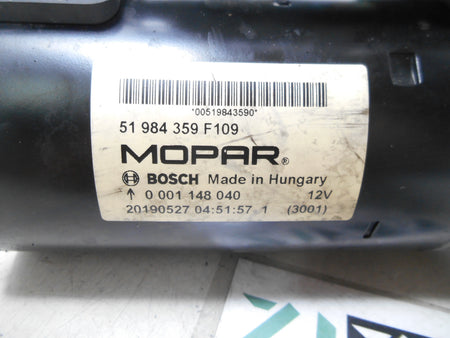 *00519843590*
51 984 359 F109
MOPAR®
BOSCH Made in Hungary
↑ 0 001 148 040 12V
20190527 04:51:57 1 (3001)